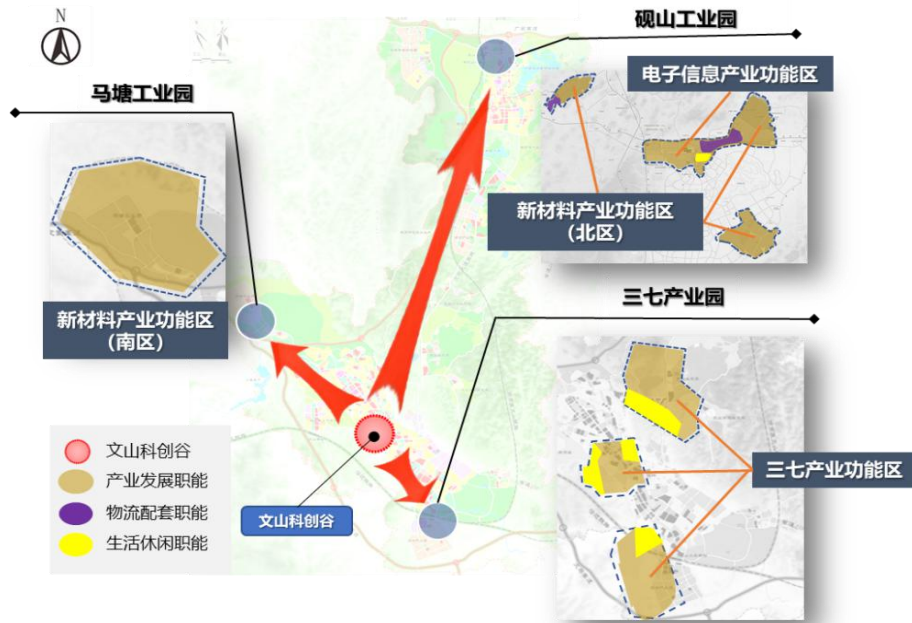 N
砚山工业园
电子信息产业功能区
马塘工业园
新材料产业功能区
（北区）
三七产业园
新材料产业功能区
（南区）
文山科创谷
产业发展职能
物流配套职能
生活休闲职能
文山科创谷
三七产业功能区